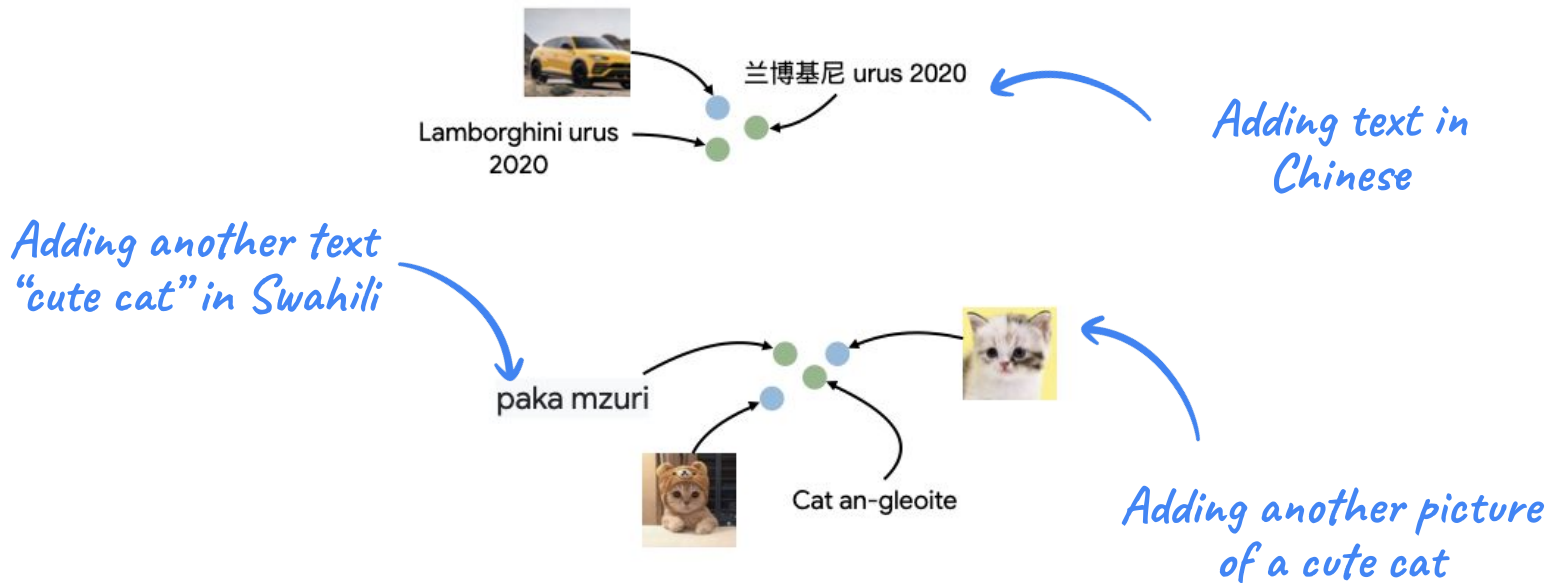 兰博基尼 urus 2020
Lamborghini urus
2020
Adding text in
Chinese
Adding another text
“cute cat” in Swahili
paka mzuri
Cat an-gleoite
Adding another picture
of a cute cat